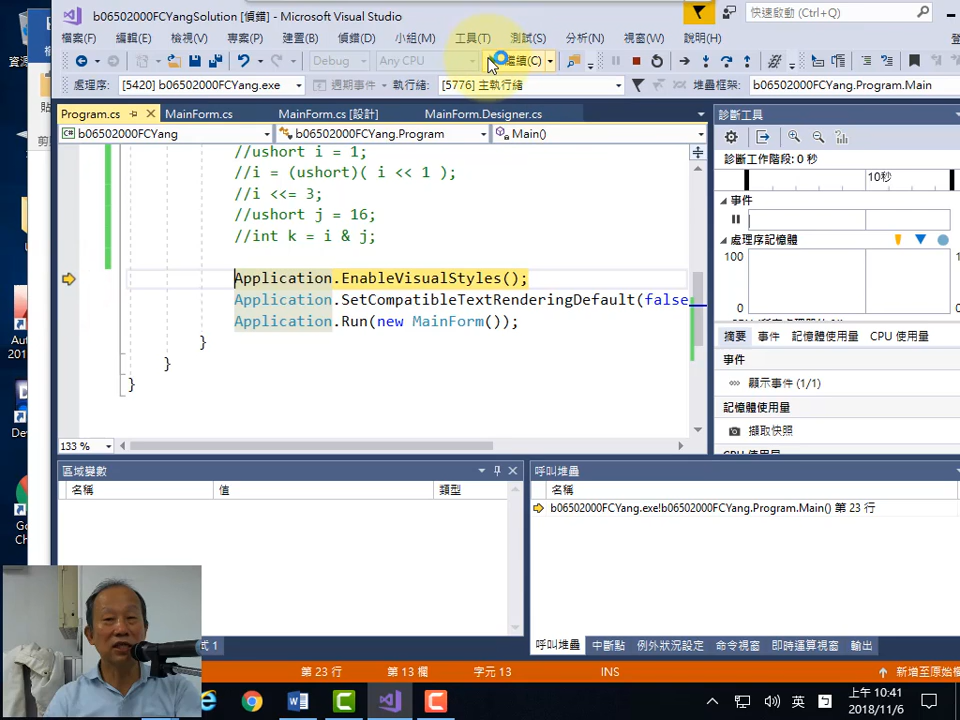 b06502000FCYangSolution [偵錯] - Microsoft Visual Studio
快速啟動 (Ctrl+Q)
檔案(F) 編輯(E) 檢視(V) 專案(P) 建置(B) 偵錯(D) 小組(M) 工具(T) 測試(S) 分析(N) 視窗(W) 說明(H)
Debug Any CPU 繼續(C)
處理序: [5420] b06502000FCYang.exe 週期事件 執行緒: [5776] 主執行緒 堆疊框架: b06502000FCYang.Program.Main
Program.cs MainForm.cs MainForm.cs [設計] MainForm.Designer.cs
b06502000FCYang b06502000FCYang.Program Main()
//ushort i = 1;
//i = (ushort)( i << 1 );
//i <<= 3;
//ushort j = 16;
//int k = i & j;
Application.EnableVisualStyles();
Application.SetCompatibleTextRenderingDefault(false
Application.Run(new MainForm());
}
}
}
133 %
診斷工具
診斷工作階段: 0 秒
10秒
事件
處理序記憶體
100 100
0 0
摘要 事件 記憶體使用量 CPU 使用量
事件
顯示事件 (1/1)
記憶體使用量
擷取快照
區域變數
名稱 值 類型
呼叫堆疊
名稱
b06502000FCYang.exe!b06502000FCYang.Program.Main() 第 23 行
式 1
呼叫堆疊 中斷點 例外狀況設定 命令視窗 即時運算視窗 輸出
第 23 行 第 13 欄 字元 13 INS 新增至原始檔
英
上午 10:41
2018/11/6